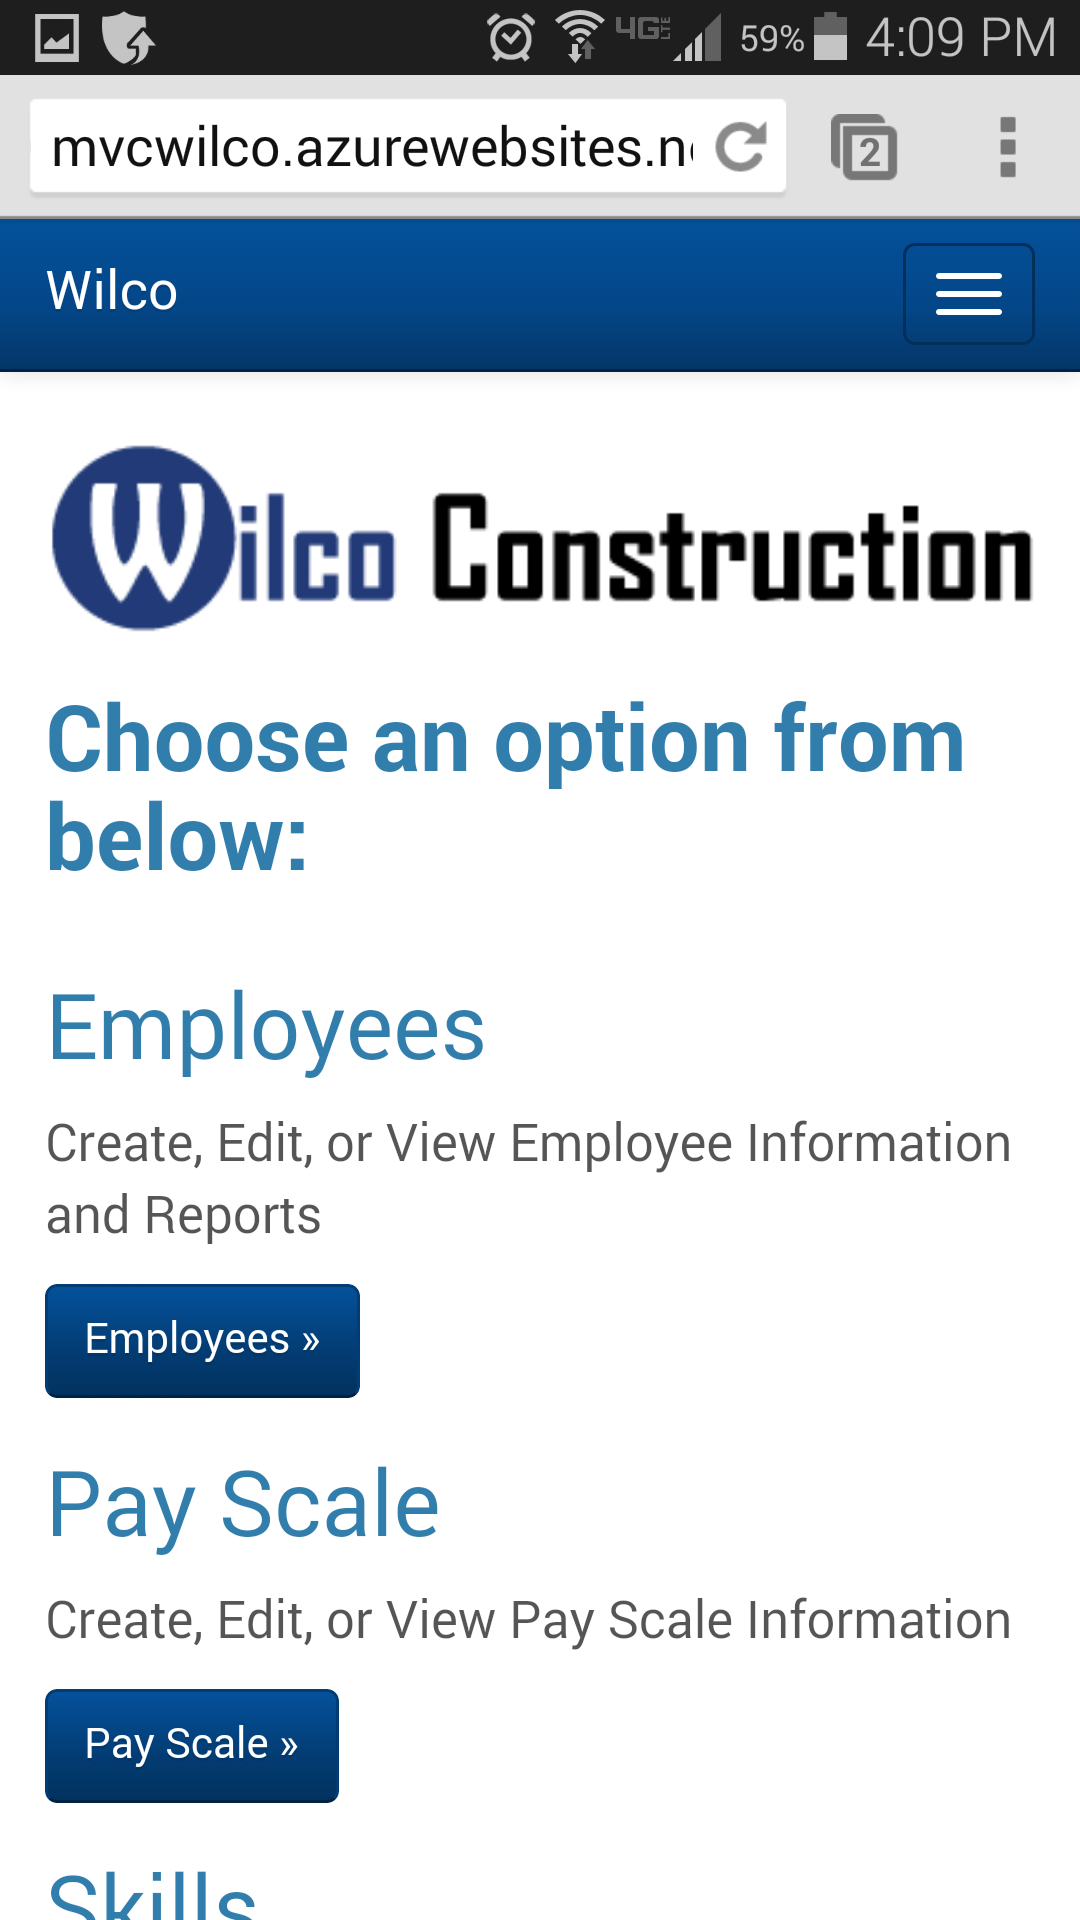 4G LTE 59% 4:09 PM
mvcwilco.azurewebsites.n
2
Wilco
Wilco Construction
Choose an option from
below:
Employees
Create, Edit, or View Employee Information
and Reports
Employees »
Pay Scale
Create, Edit, or View Pay Scale Information
Pay Scale »
Skills